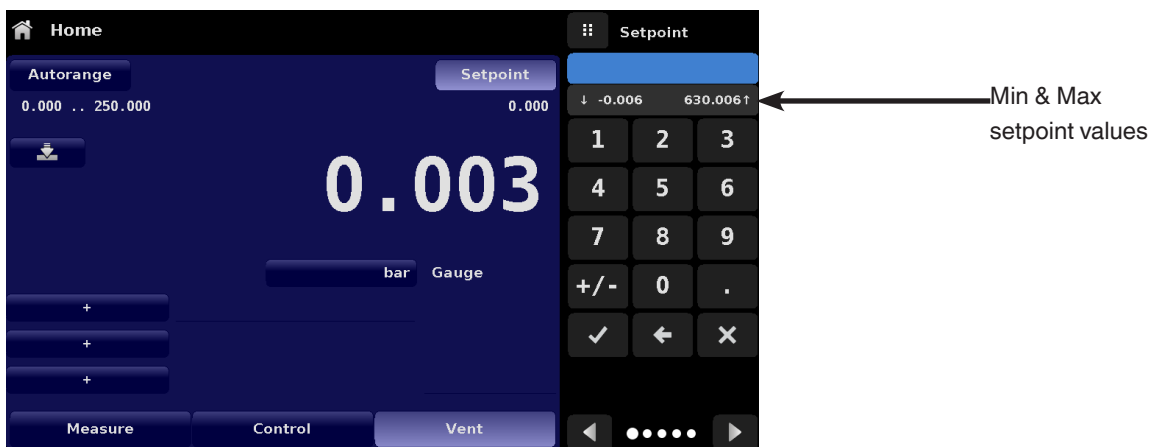 Home
Setpoint
Autorange
Setpoint
0.000 .. 250.000
0.000
↓ -0.006 630.006↑
Min & Max
setpoint values
1 2 3
0.003
4 5 6
7 8 9
bar Gauge
+/- 0 .
+
+
+
Measure Control Vent